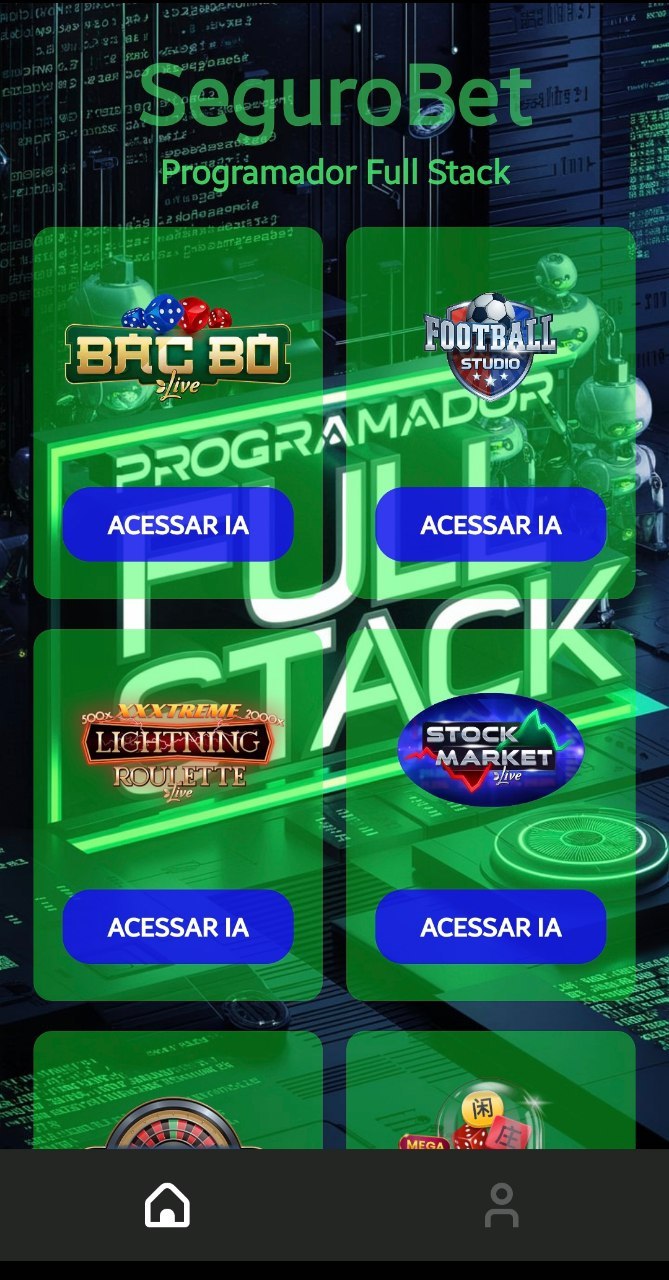 SeguroBet
Programador Full Stack
BAC BO
Live
FOOTBALL
STUDIO
PROGRAMADOR
FULL
STACK
ACESSAR IA
ACESSAR IA
XXXTREME
500x
2000x
LIGHTNING
ROULETTE
Live
STOCK
MARKET
Live
ACESSAR IA
ACESSAR IA
闲
庄
MEGA